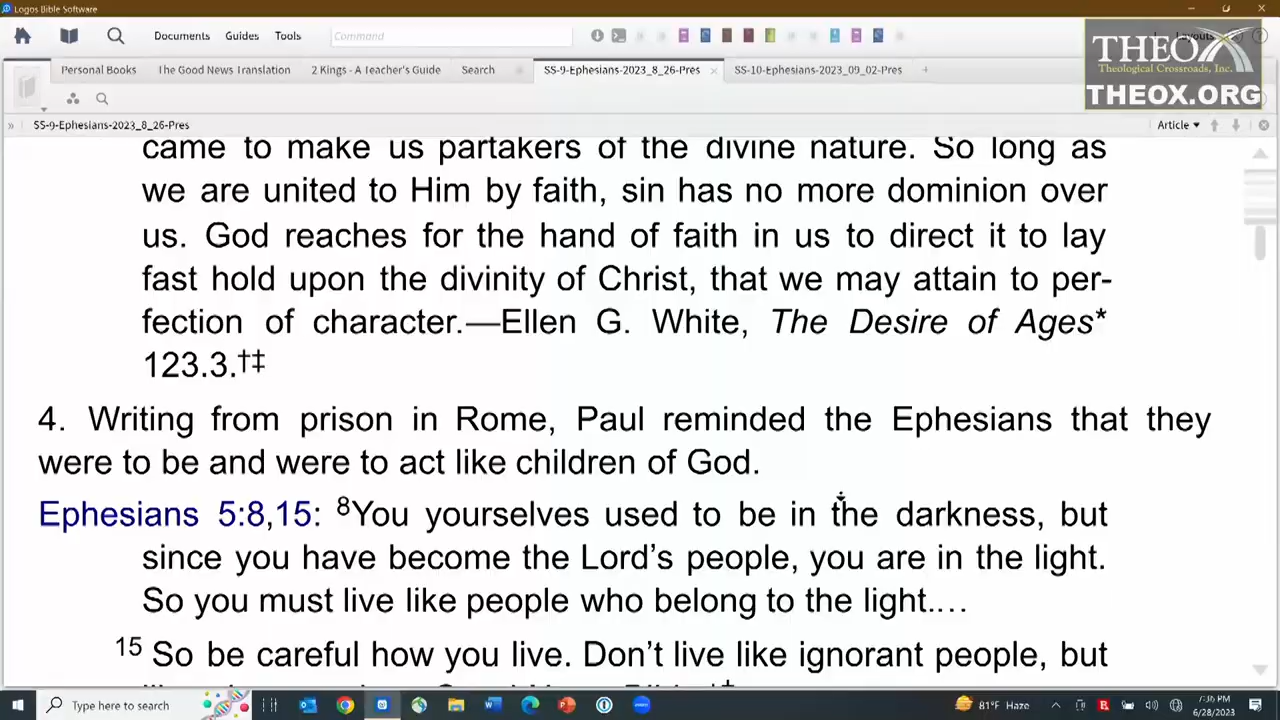 Logos Bible Software
Documents Guides Tools Command Layouts
THEOX
Theological Crossroads, Inc.
THEOX.ORG
Personal Books The Good News Translation 2 Kings - A Teacher's Gui ch SS-9-Ephesians-2023_8_26-Pres × SS-10-Ephesians-2023_09_02-Pres +
» SS-9-Ephesians-2023_8_26-Pres Article
came to make us partakers of the divine nature. So long as
we are united to Him by faith, sin has no more dominion over
us. God reaches for the hand of faith in us to direct it to lay
fast hold upon the divinity of Christ, that we may attain to per-
fection of character.—Ellen G. White, The Desire of Ages*
123.3.†‡
4. Writing from prison in Rome, Paul reminded the Ephesians that they
were to be and were to act like children of God.
Ephesians 5:8,15: ⁸You yourselves used to be in the darkness, but
since you have become the Lord's people, you are in the light.
So you must live like people who belong to the light.…
¹⁵ So be careful how you live. Don't live like ignorant people, but
Type here to search 81°F Haze 7:36 PM
6/28/2023